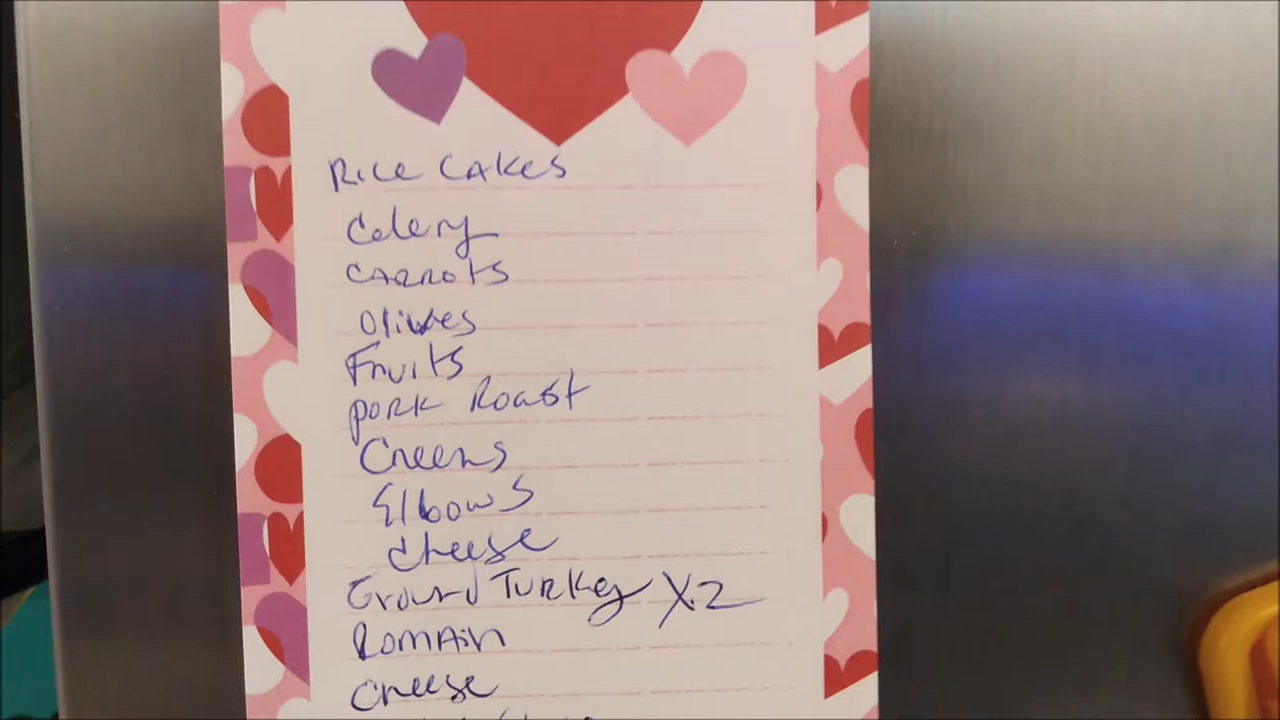 Rice Cakes
Celery
CARROTS
Olives
Fruits
Pork Roast
Greens
Elbows
cheese
Ground Turkey X2
Romain
Cheese